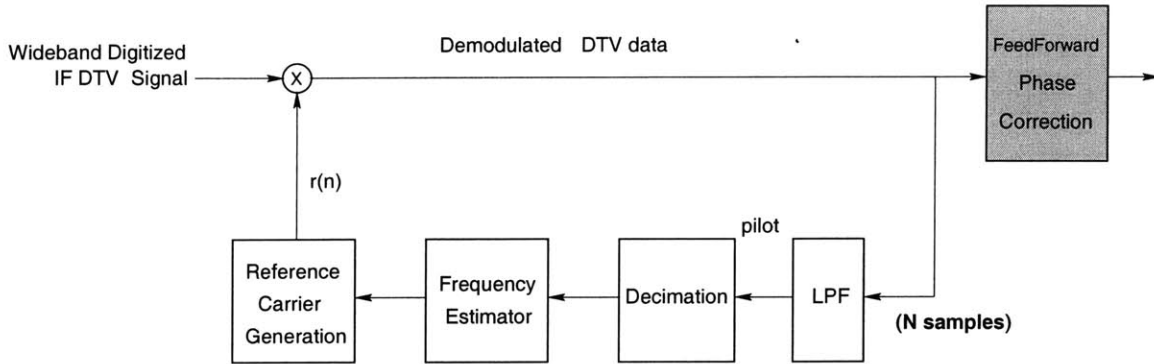 Wideband Digitized
IF DTV Signal
X
Demodulated DTV data
FeedForward
Phase
Correction
r(n)
pilot
Reference
Carrier
Generation
Frequency
Estimator
Decimation
LPF
(N samples)